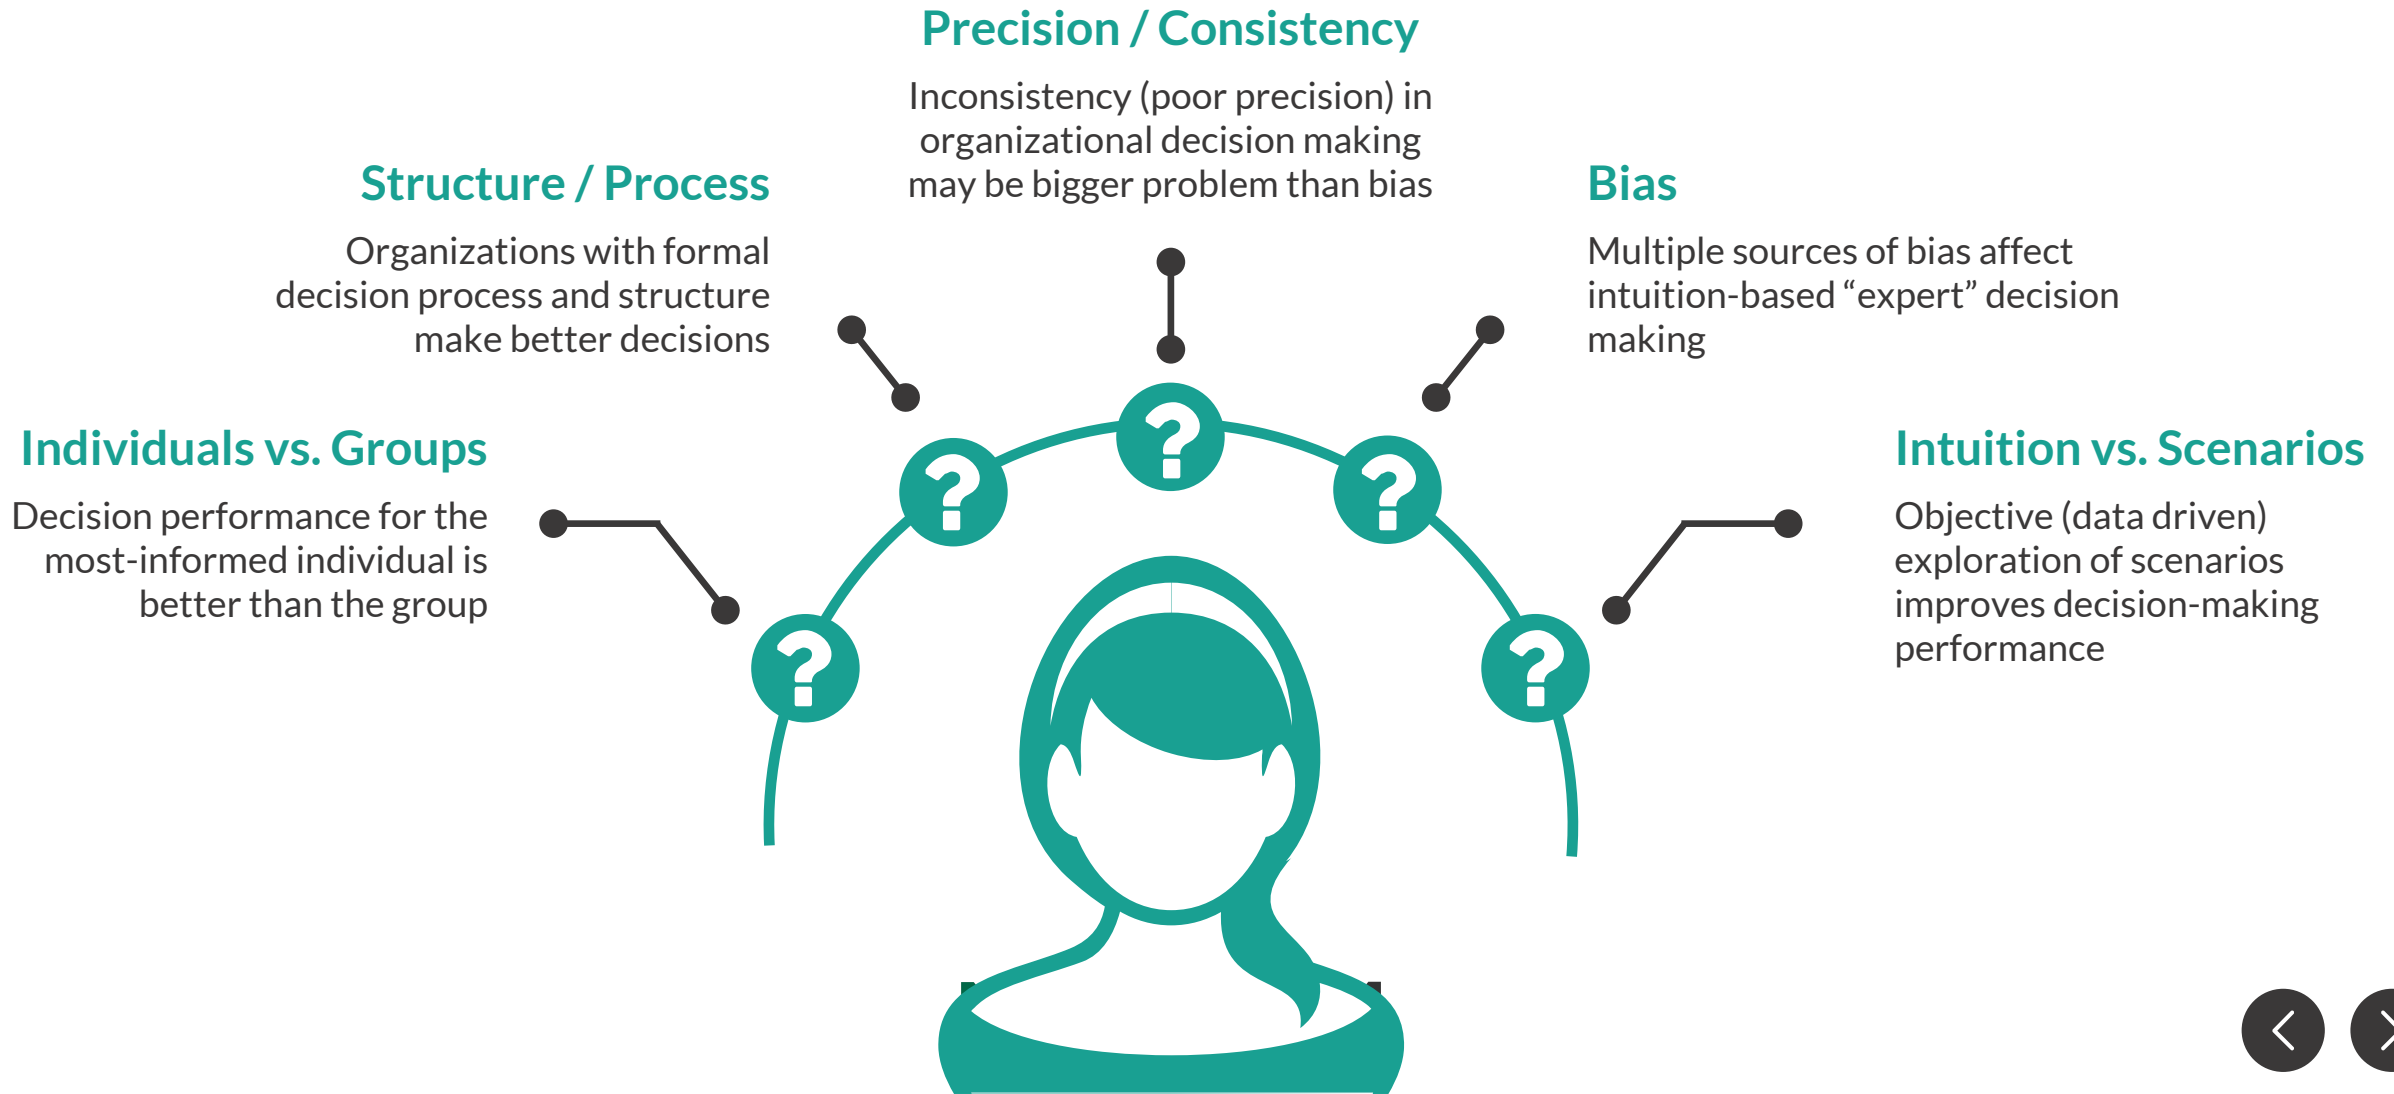 Precision / Consistency
Inconsistency (poor precision) in
organizational decision making
may be bigger problem than bias
Structure / Process
Organizations with formal
decision process and structure
make better decisions
Bias
Multiple sources of bias affect
intuition-based “expert” decision
making
Individuals vs. Groups
Decision performance for the
most-informed individual is
better than the group
Intuition vs. Scenarios
Objective (data driven)
exploration of scenarios
improves decision-making
performance
?
?
?
?
?